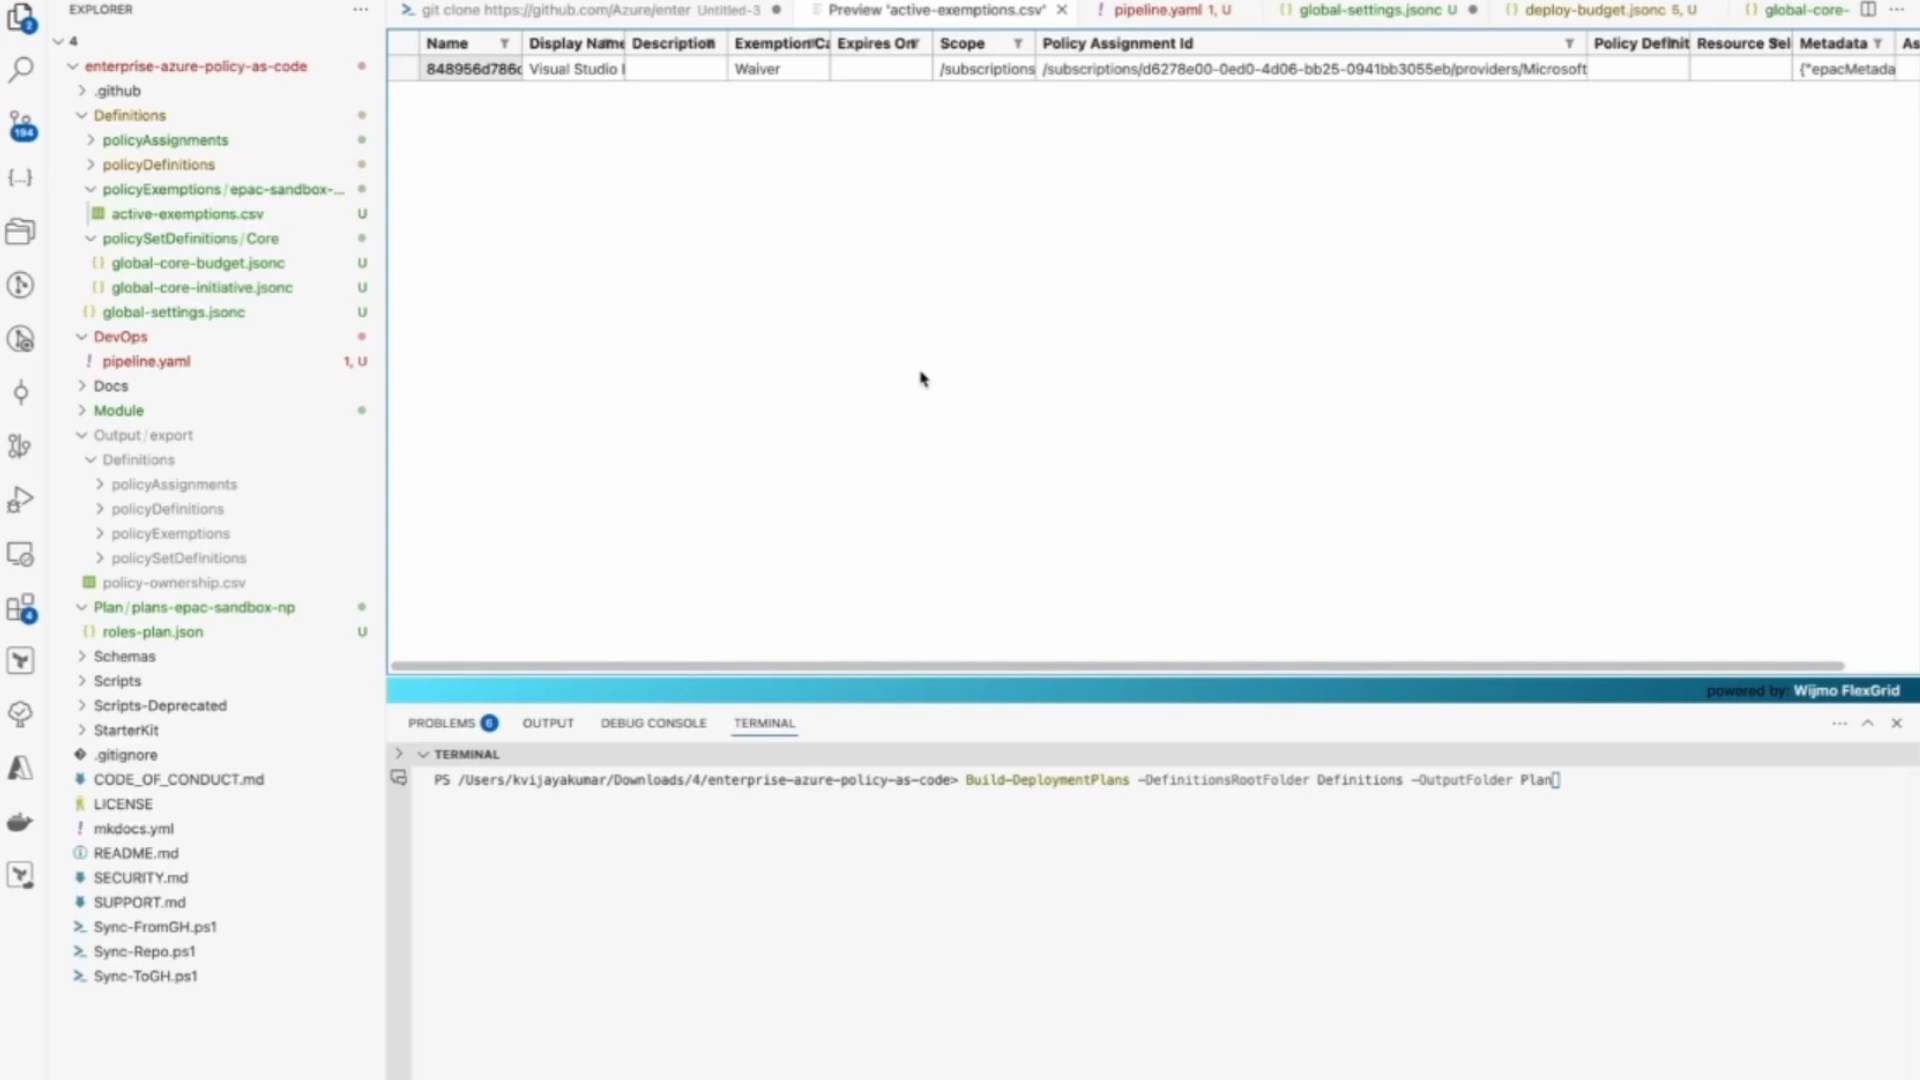 EXPLORER
4
enterprise-azure-policy-as-code
.github
Definitions
policyAssignments
policyDefinitions
policyExemptions / epac-sandbox-...
active-exemptions.csv U
policySetDefinitions / Core
global-core-budget.jsonc U
global-core-initiative.jsonc U
global-settings.jsonc U
DevOps
pipeline.yaml 1, U
Docs
Module
Output / export
Definitions
policyAssignments
policyDefinitions
policyExemptions
policySetDefinitions
policy-ownership.csv
Plan / plans-epac-sandbox-np
roles-plan.json U
Schemas
Scripts
Scripts-Deprecated
StarterKit
.gitignore
CODE_OF_CONDUCT.md
LICENSE
mkdocs.yml
README.md
SECURITY.md
SUPPORT.md
Sync-FromGH.ps1
Sync-Repo.ps1
Sync-ToGH.ps1
2
194
4
git clone https://github.com/Azure/enter Untitled-3
Preview 'active-exemptions.csv'
pipeline.yaml 1, U
global-settings.jsonc U
deploy-budget.jsonc 5, U
global-core-
Name Display Name Description Exemption Ca Expires On Scope Policy Assignment Id Policy Definit Resource Sel Metadata As
848956d786c Visual Studio Waiver /subscriptions /subscriptions/d6278e00-0ed0-4d06-bb25-0941bb3055eb/providers/Microsoft {"epacMetada
powered by: Wijmo FlexGrid
PROBLEMS 6 OUTPUT DEBUG CONSOLE TERMINAL
TERMINAL
PS /Users/kvijayakumar/Downloads/4/enterprise-azure-policy-as-code> Build-DeploymentPlans -DefinitionsRootFolder Definitions -OutputFolder Plan